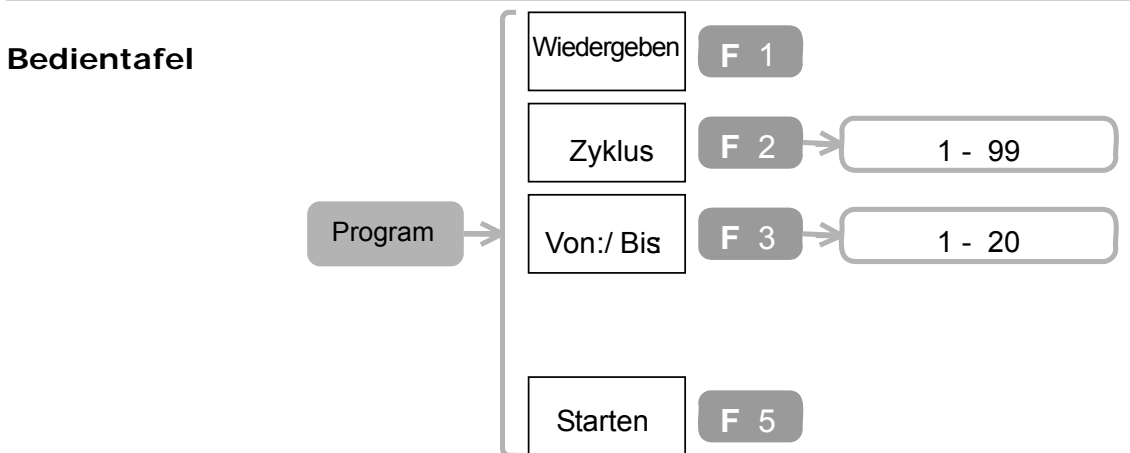 Bedientafel
Wiedergeben F 1
Zyklus F 2 1 - 99
Program
Von:/ Bis: F 3 1 - 20
Starten F 5